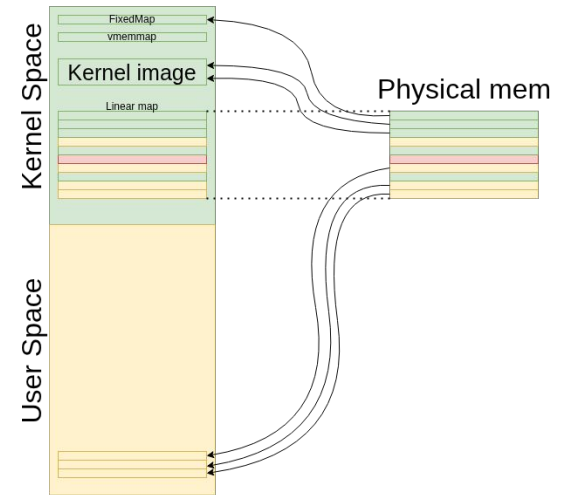 FixedMap
vmemmap
Kernel image
Linear map
Kernel Space
Physical mem
User Space